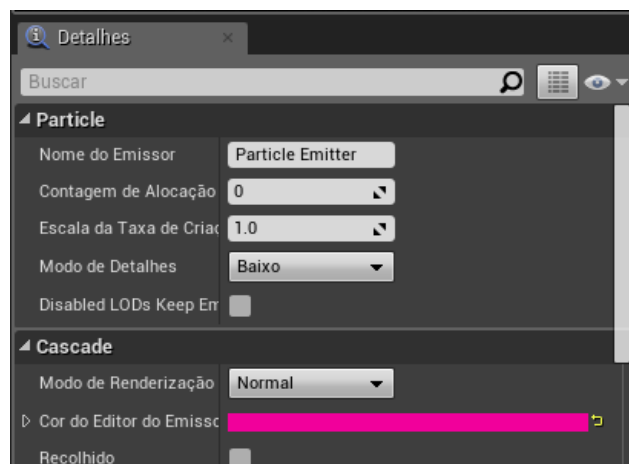 Detalhes
Buscar
Particle
Nome do Emissor Particle Emitter
Contagem de Alocação 0
Escala da Taxa de Criaç 1.0
Modo de Detalhes Baixo
Disabled LODs Keep Em
Cascade
Modo de Renderização Normal
Cor do Editor do Emissc
Recolhido